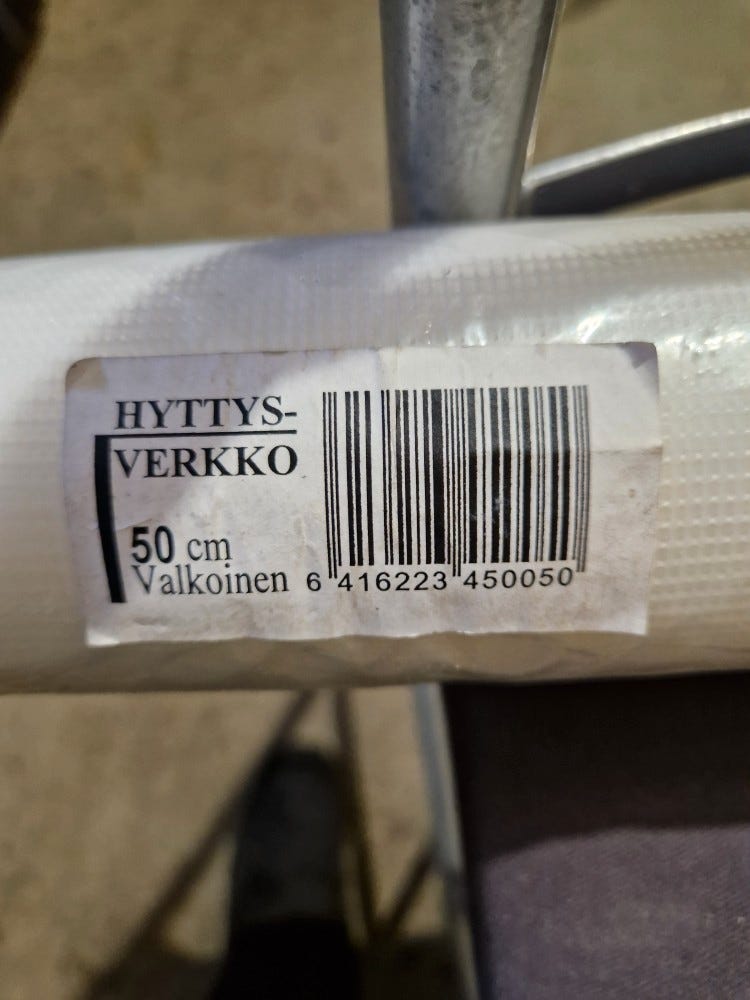 HYTTYS-
VERKKO
50 cm
Valkoinen
6 416223 450050